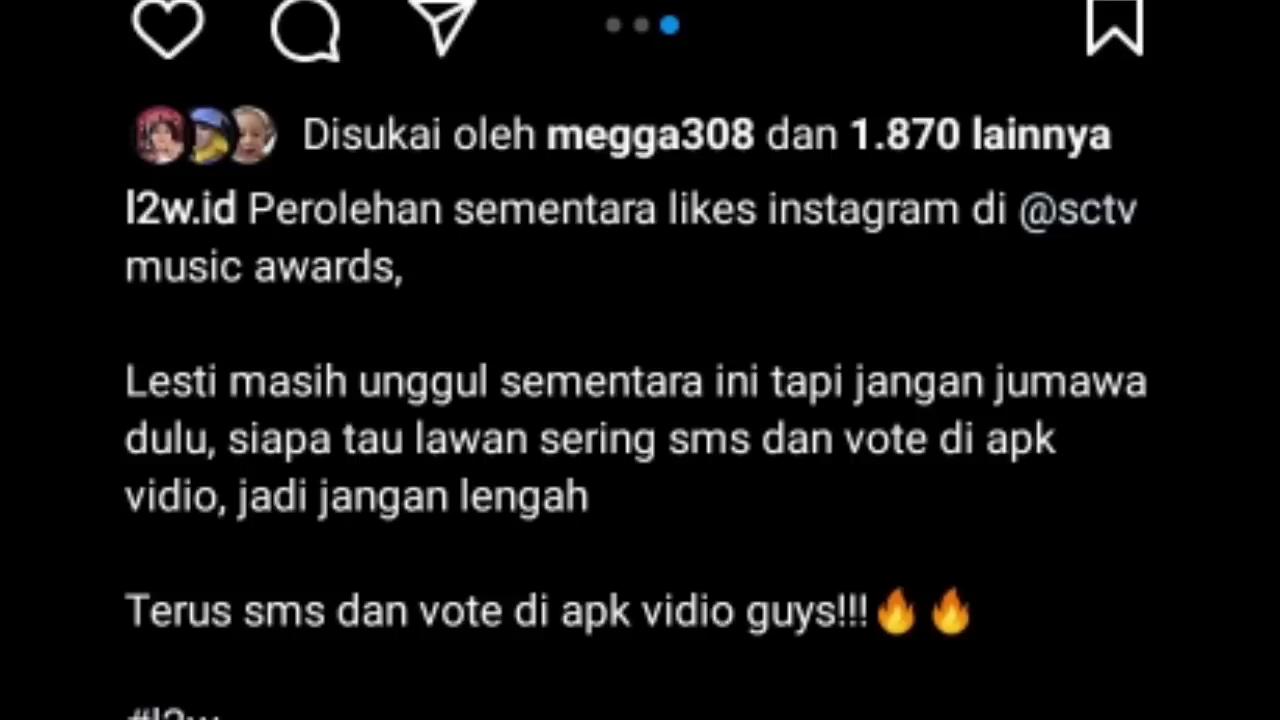 Disukai oleh megga308 dan 1.870 lainnya
l2w.id Perolehan sementara likes instagram di @sctv
music awards,
Lesti masih unggul sementara ini tapi jangan jumawa
dulu, siapa tau lawan sering sms dan vote di apk
vidio, jadi jangan lengah
Terus sms dan vote di apk vidio guys!!!🔥🔥